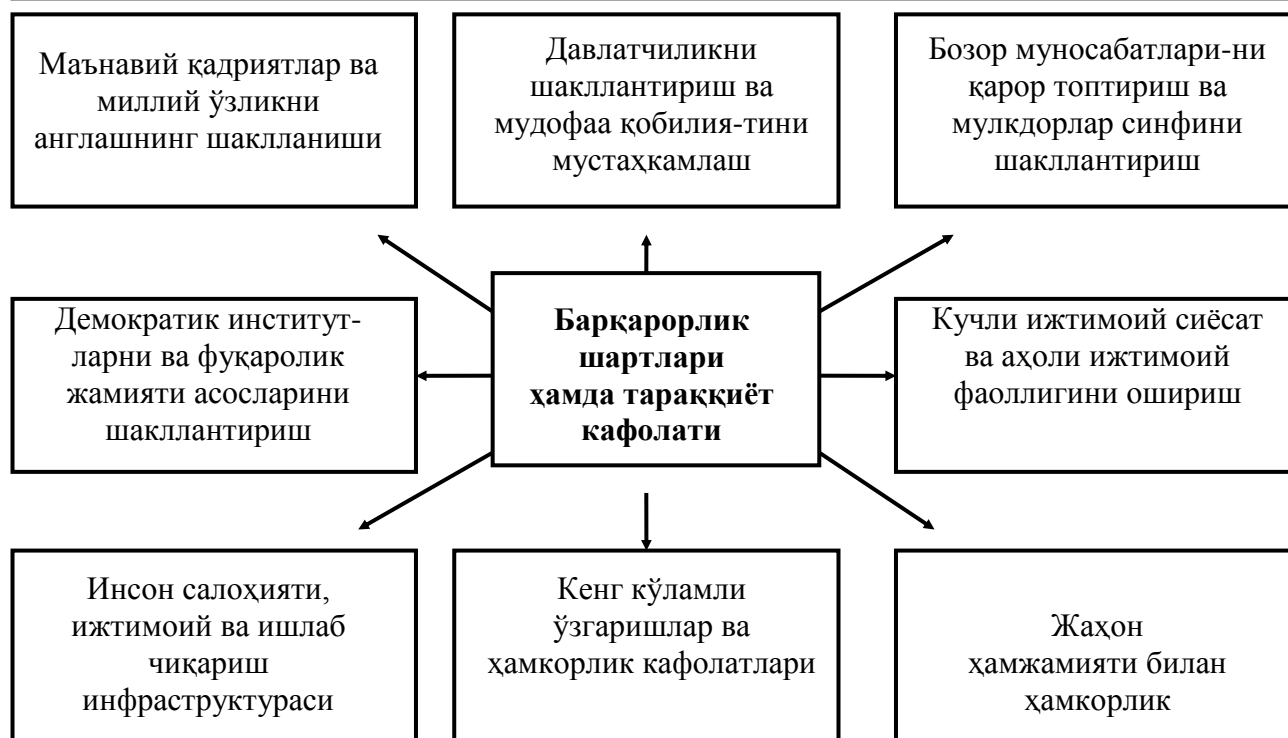 Маънавий қадриятлар ва
миллий ўзликни
англашнинг шаклланиши
Давлатчиликни
шакллантириш ва
мудофаа қобилия-тини
мустаҳкамлаш
Бозор муносабатлари-ни
қарор топтириш ва
мулкдорлар синфини
шакллантириш
Демократик институт-
ларни ва фуқаролик
жамияти асосларини
шакллантириш
Барқарорлик
шартлари
ҳамда тараққиёт
кафолати
Кучли ижтимоий сиёсат
ва аҳоли ижтимоий
фаоллигини ошириш
Инсон салоҳияти,
ижтимоий ва ишлаб
чиқариш
инфраструктураси
Кенг кўламли
ўзгаришлар ва
ҳамкорлик кафолатлари
Жаҳон
ҳамжамияти билан
ҳамкорлик